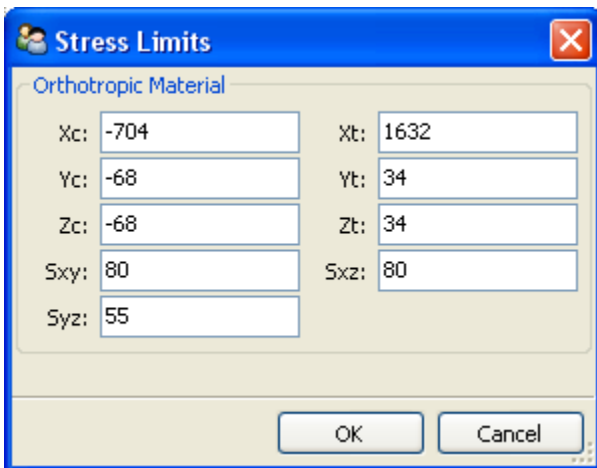 Stress Limits
Orthotropic Material
Xc: -704 Xt: 1632
Yc: -68 Yt: 34
Zc: -68 Zt: 34
Sxy: 80 Sxz: 80
Syz: 55
OK Cancel